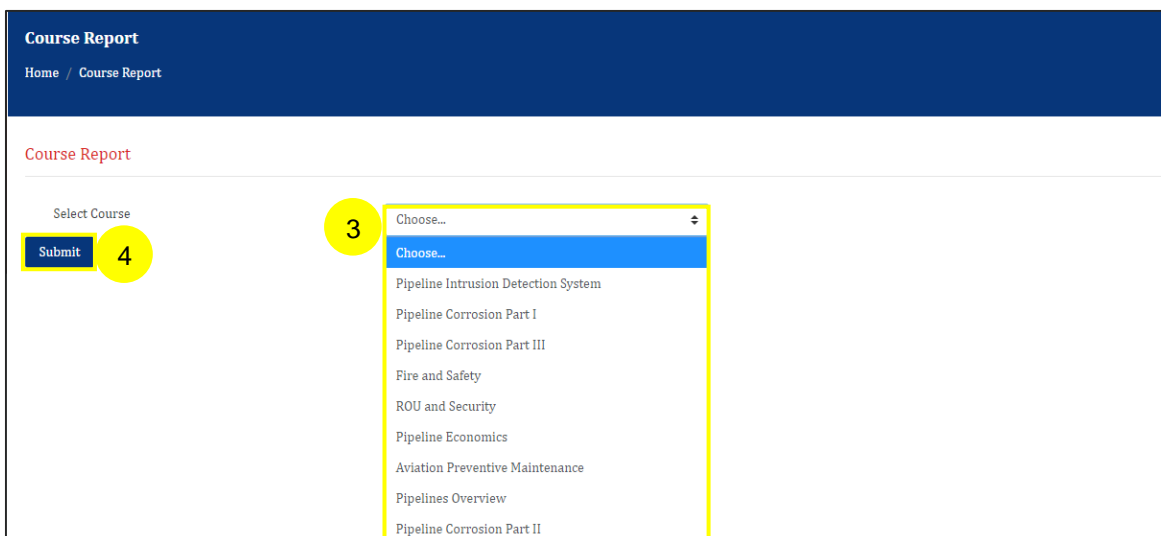 Course Report
Home / Course Report
Course Report
Select Course
3
Choose...
Submit
4
Choose...
Pipeline Intrusion Detection System
Pipeline Corrosion Part I
Pipeline Corrosion Part III
Fire and Safety
ROU and Security
Pipeline Economics
Aviation Preventive Maintenance
Pipelines Overview
Pipeline Corrosion Part II